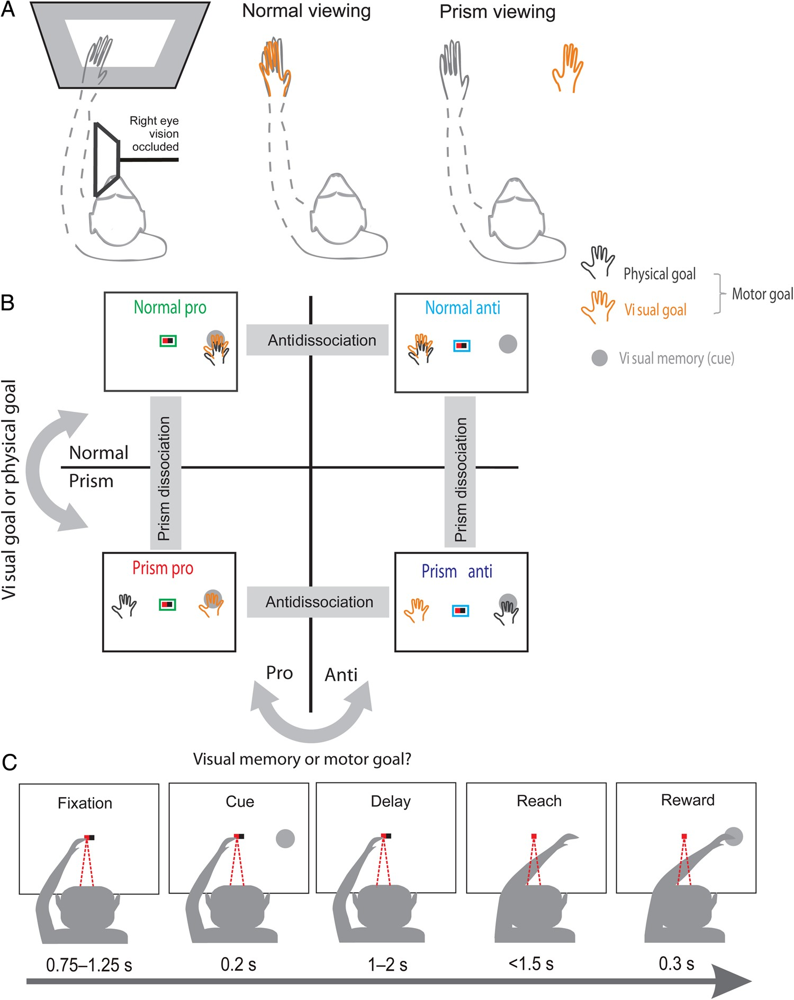 A
Normal viewing
Prism viewing
Right eye
vision
occluded
Physical goal
Visual goal
Motor goal
Visual memory (cue)
B
Normal pro
Antidissociation
Normal anti
Visual goal or physical goal
Prism dissociation
Prism dissociation
Normal
Prism
Prism pro
Antidissociation
Prism anti
Pro
Anti
Visual memory or motor goal?
C
Fixation
Cue
Delay
Reach
Reward
0.75–1.25 s
0.2 s
1–2 s
<1.5 s
0.3 s